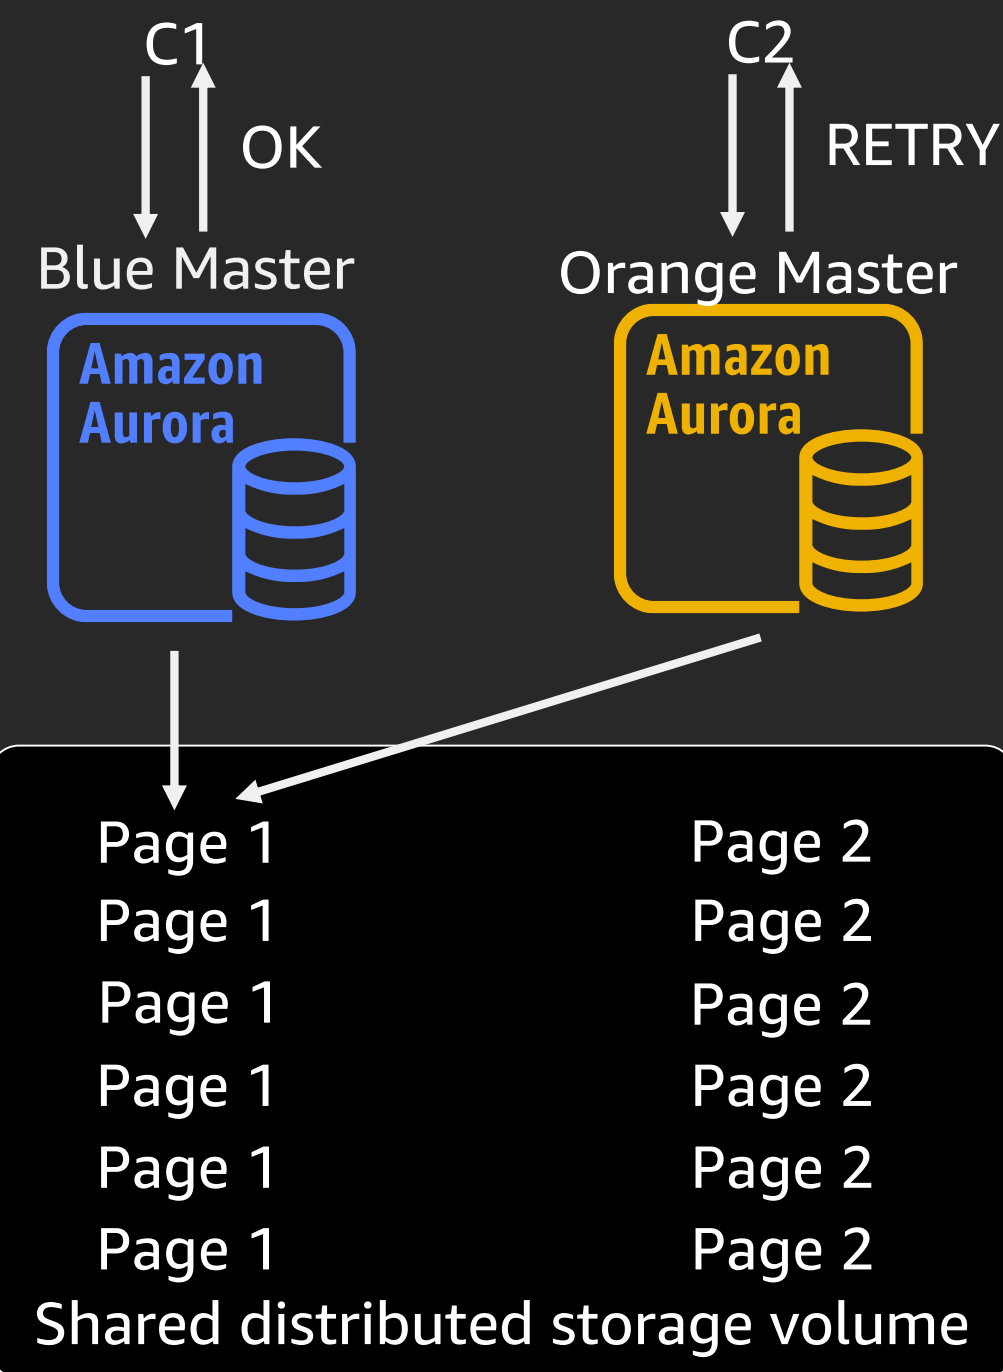 C1
C2
OK
RETRY
Blue Master
Orange Master
Amazon
Aurora
Amazon
Aurora
Page 1
Page 2
Page 1
Page 2
Page 1
Page 2
Page 1
Page 2
Page 1
Page 2
Page 1
Page 2
Shared distributed storage volume